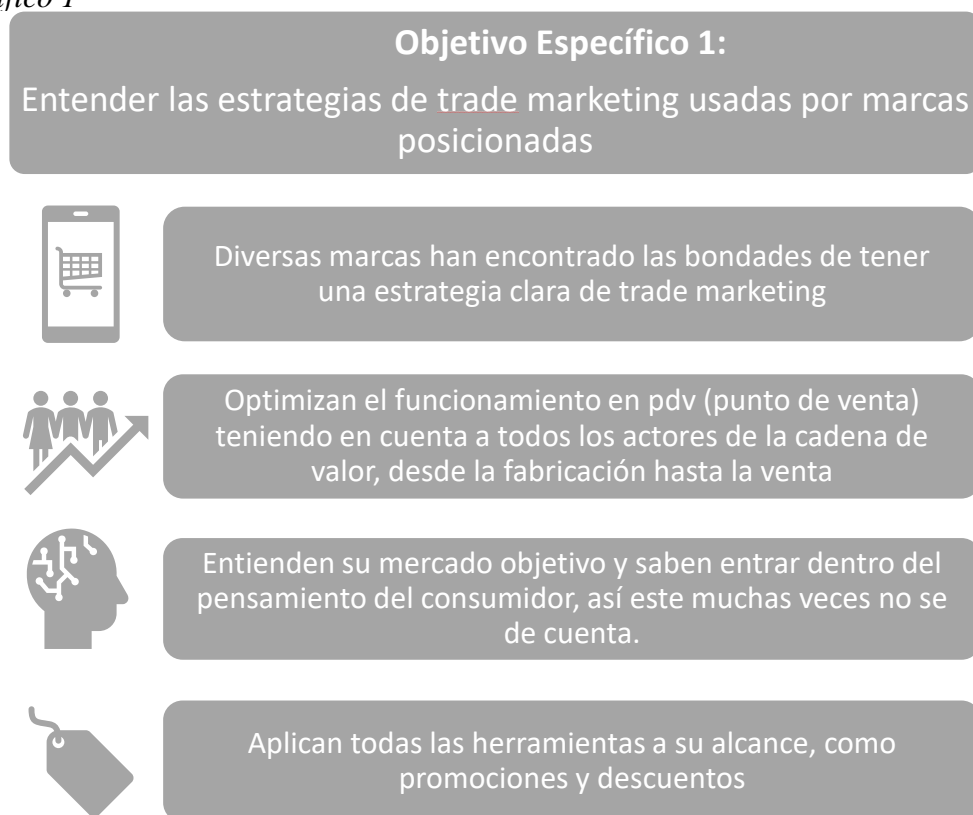 áfico 1
Objetivo Específico 1:
Entender las estrategias de trade marketing usadas por marcas
posicionadas
Diversas marcas han encontrado las bondades de tener
una estrategia clara de trade marketing
Optimizan el funcionamiento en pdv (punto de venta)
teniendo en cuenta a todos los actores de la cadena de
valor, desde la fabricación hasta la venta
Entienden su mercado objetivo y saben entrar dentro del
pensamiento del consumidor, así este muchas veces no se
de cuenta.
Aplican todas las herramientas a su alcance, como
promociones y descuentos